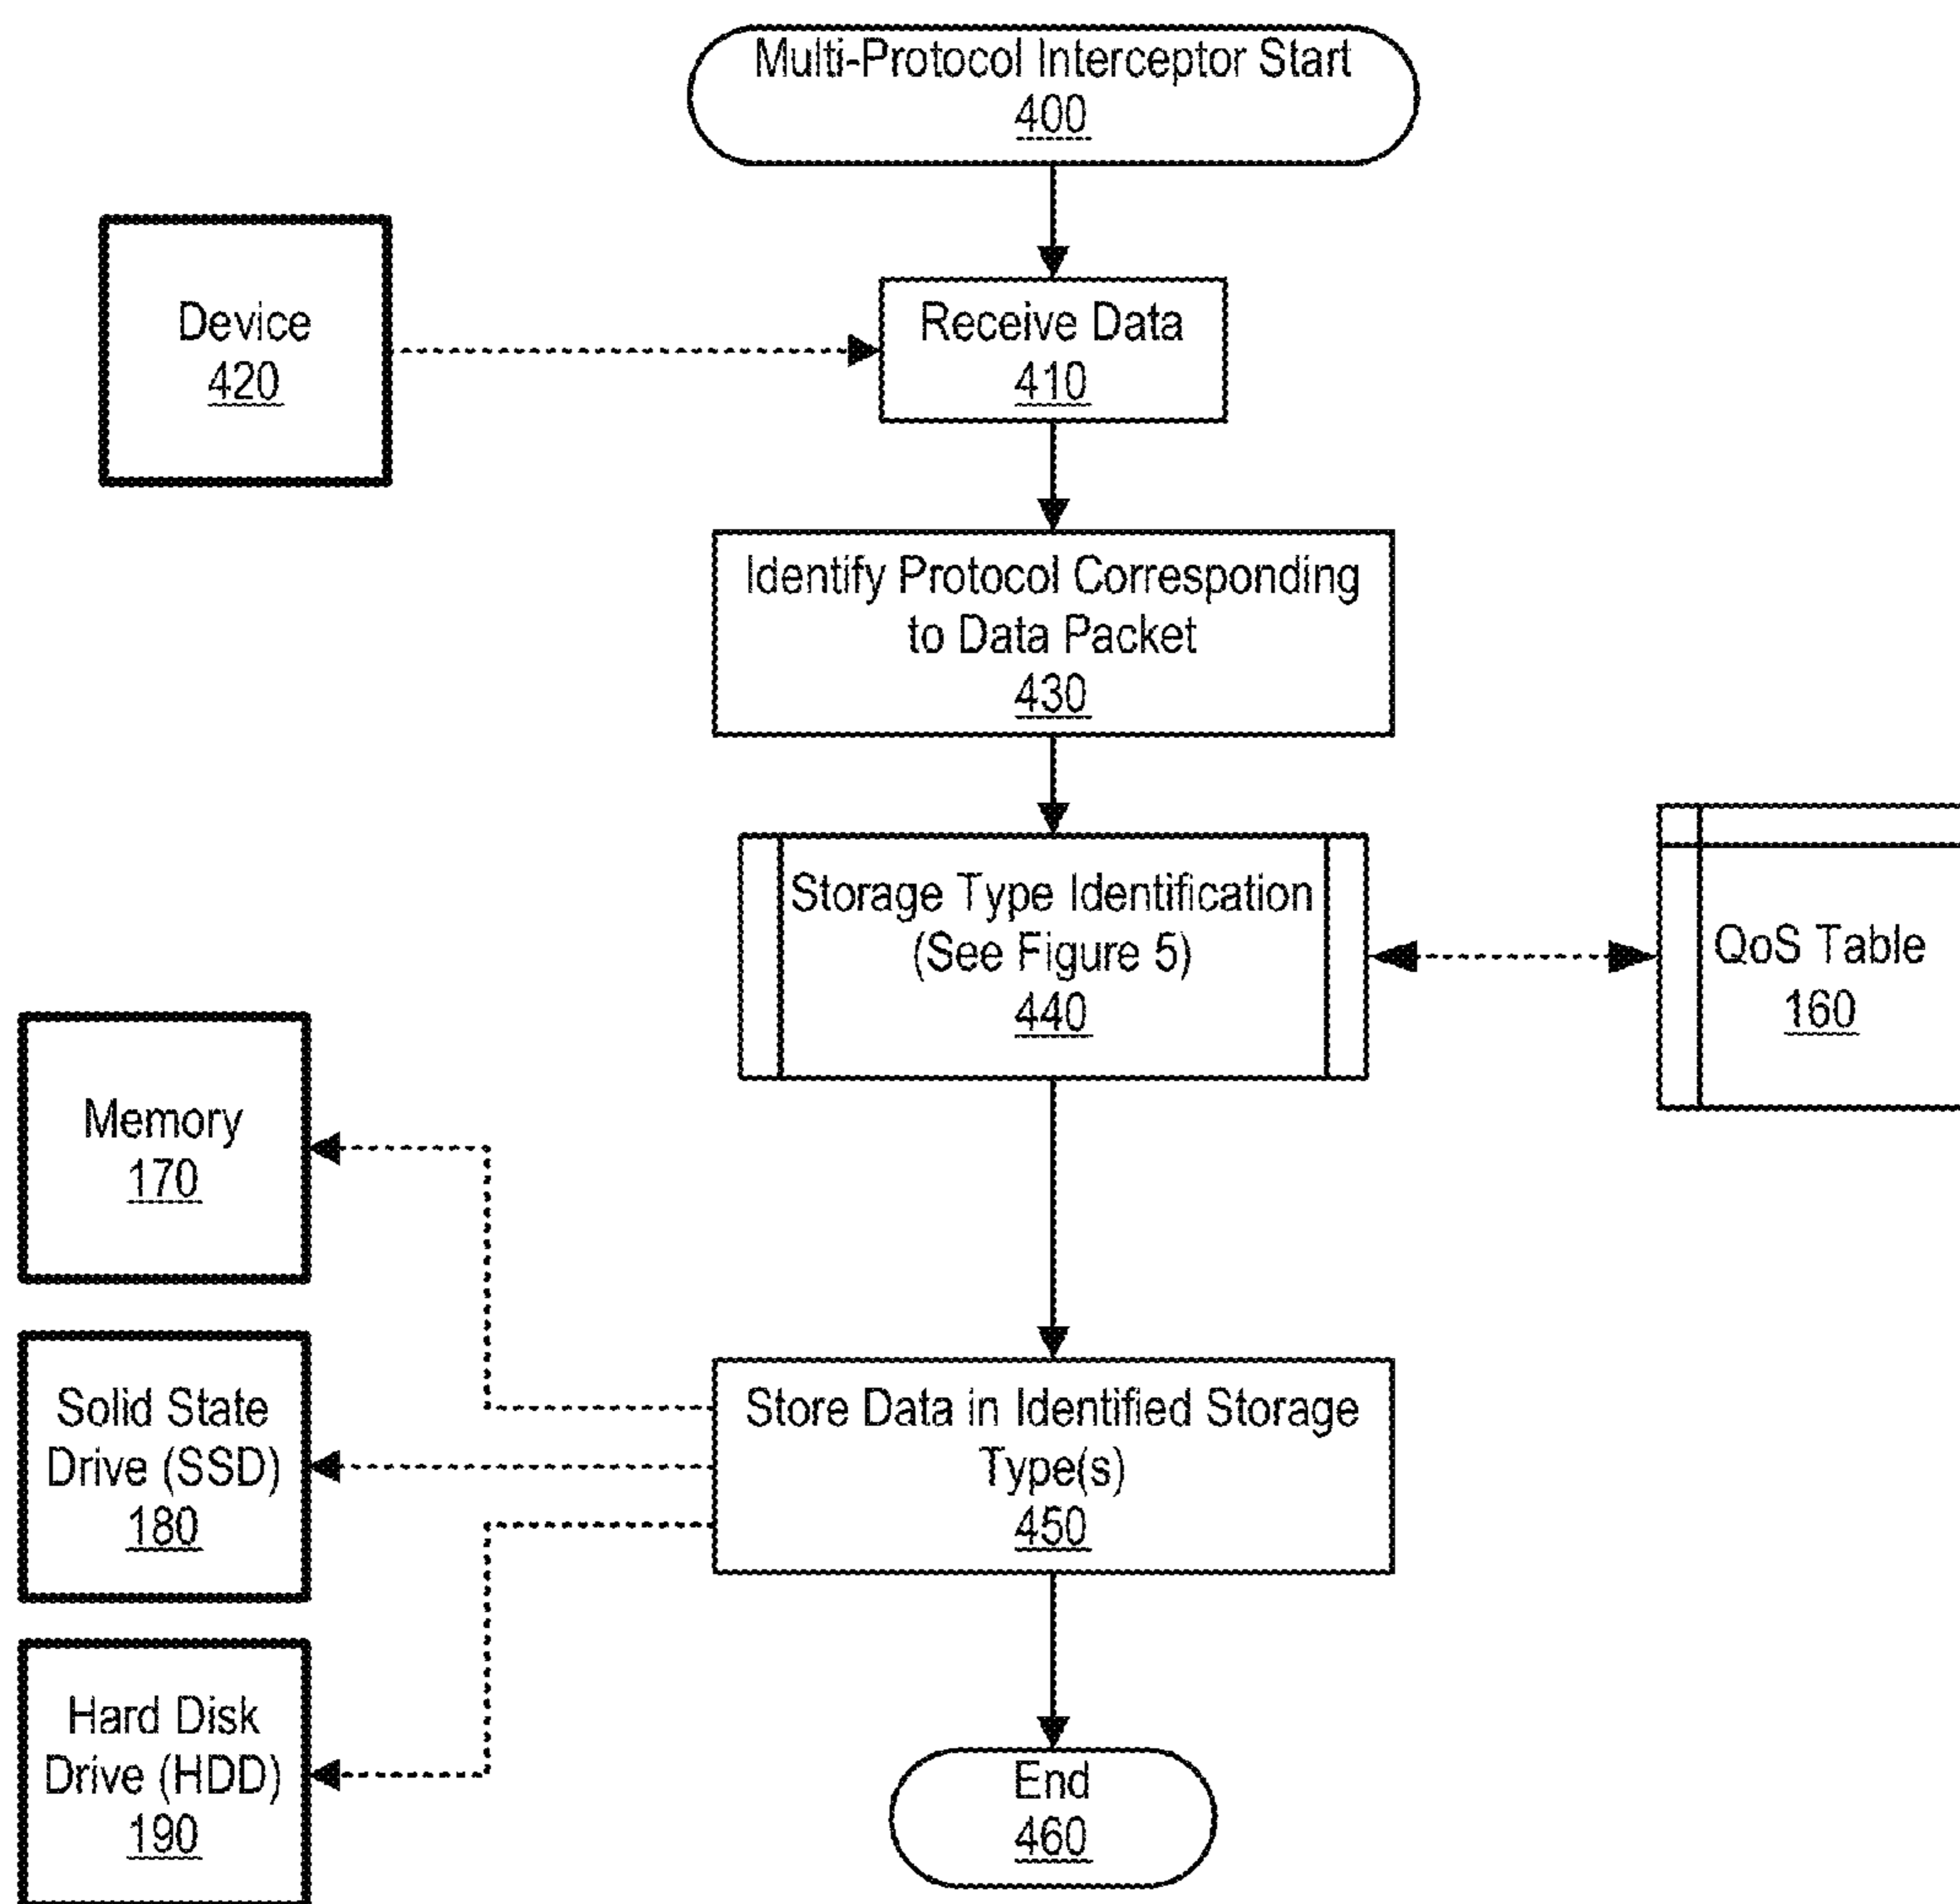 Multi-Protocol Interceptor Start
400
Device
420
Receive Data
410
Identify Protocol Corresponding
to Data Packet
430
Storage Type Identification
(See Figure 5)
440
QoS Table
160
Memory
170
Solid State
Drive (SSD)
180
Store Data in Identified Storage
Type(s)
450
Hard Disk
Drive (HDD)
190
End
460